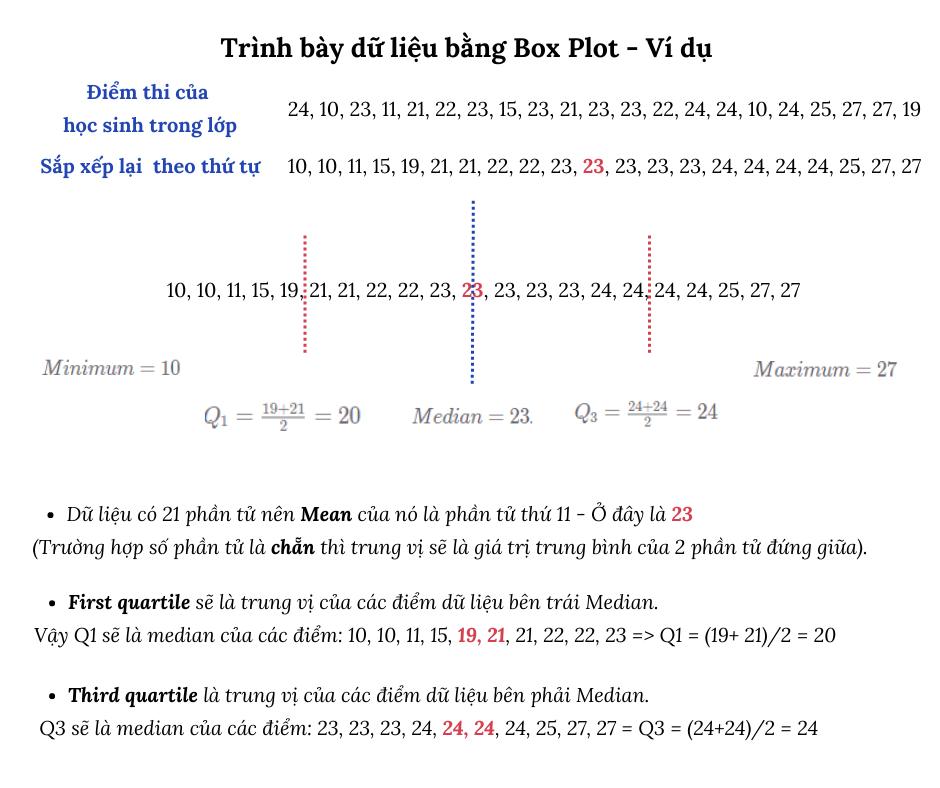 Trình bày dữ liệu bằng Box Plot - Ví dụ
Điểm thi của
học sinh trong lớp
24, 10, 23, 11, 21, 22, 23, 15, 23, 21, 23, 23, 22, 24, 24, 10, 24, 25, 27, 27, 19
Sắp xếp lại theo thứ tự
10, 10, 11, 15, 19, 21, 21, 22, 22, 23, 23, 23, 23, 23, 24, 24, 24, 24, 25, 27, 27
10, 10, 11, 15, 19, 21, 21, 22, 22, 23, 23, 23, 23, 23, 24, 24, 24, 24, 25, 27, 27
Minimum = 10
Maximum = 27
Q₁ = (19+21)/2 = 20
Median = 23.
Q₃ = (24+24)/2 = 24
• Dữ liệu có 21 phần tử nên Mean của nó là phần tử thứ 11 - Ở đây là 23
(Trường hợp số phần tử là chẵn thì trung vị sẽ là giá trị trung bình của 2 phần tử đứng giữa).
• First quartile sẽ là trung vị của các điểm dữ liệu bên trái Median.
Vậy Q1 sẽ là median của các điểm: 10, 10, 11, 15, 19, 21, 21, 22, 22, 23 => Q1 = (19+ 21)/2 = 20
• Third quartile là trung vị của các điểm dữ liệu bên phải Median.
Q3 sẽ là median của các điểm: 23, 23, 23, 24, 24, 24, 24, 25, 27, 27 = Q3 = (24+24)/2 = 24